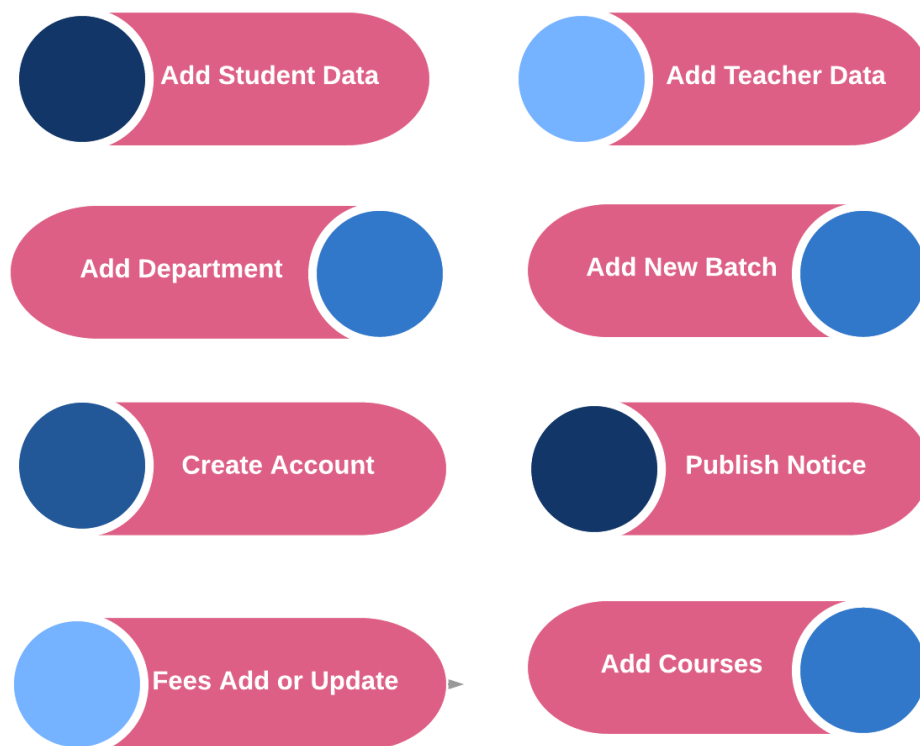 Add Student Data
Add Teacher Data
Add Department
Add New Batch
Create Account
Publish Notice
Fees Add or Update
Add Courses